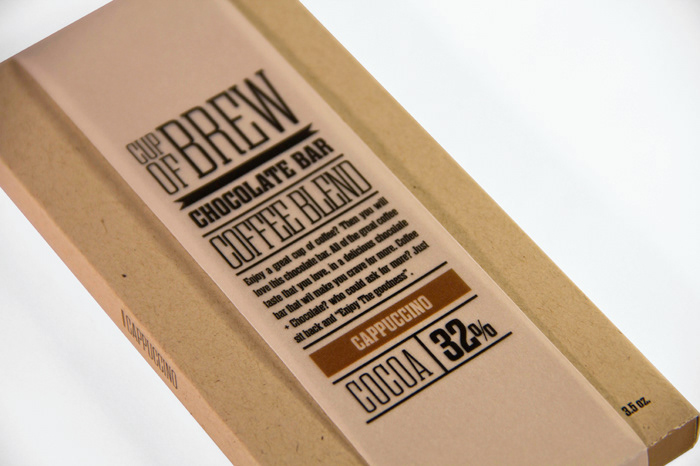 CUP
OF BREW
CHOCOLATE BAR
COFFEE BLEND
Enjoy a great cup of coffee? Then you will
love this chocolate bar. All of the great coffee
taste that you love, in a delicious chocolate
bar that will make you crave for more. Coffee
+ Chocolate? who could ask for more? Just
sit back and "Enjoy The goodness".
CAPPUCCINO
COCOA 32%
CAPPUCCINO
3.5 oz.